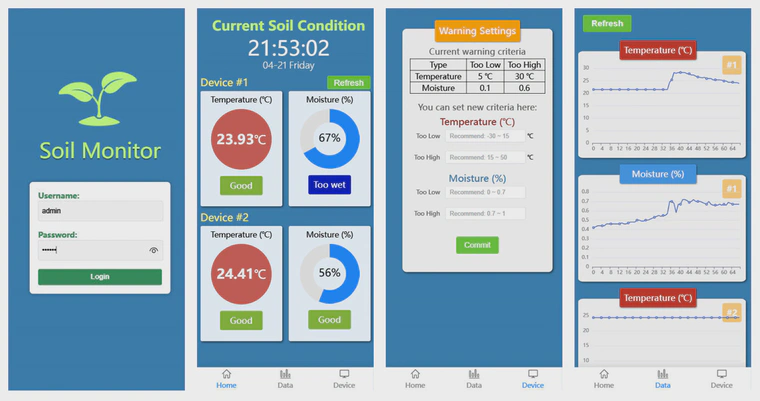 Soil Monitor
Username:
admin
Password:
••••••
Login
Current Soil Condition
21:53:02
04-21 Friday
Device #1
Refresh
Temperature (℃)
23.93℃
Good
Moisture (%)
67%
Too wet
Device #2
Temperature (℃)
24.41℃
Good
Moisture (%)
56%
Good
Home Data Device
Warning Settings
Current warning criteria
Type Too Low Too High
Temperature 5 ℃ 30 ℃
Moisture 0.1 0.6
You can set new criteria here:
Temperature (℃)
Too Low Recommend: -30 ~ 15 ℃
Too High Recommend: 15 ~ 50 ℃
Moisture (%)
Too Low Recommend: 0 ~ 0.7
Too High Recommend: 0.7 ~ 1
Commit
Home Data Device
Refresh
Temperature (℃)
#1
30
25
20
15
10
5
0
0 4 8 12 16 20 24 28 32 36 40 44 48 52 56 60 64
Moisture (%)
#1
0.8
0.7
0.6
0.5
0.4
0.3
0.2
0.1
0
0 4 8 12 16 20 24 28 32 36 40 44 48 52 56 60 64
Temperature (℃)
#2
25
20
15
10
Home Data Device